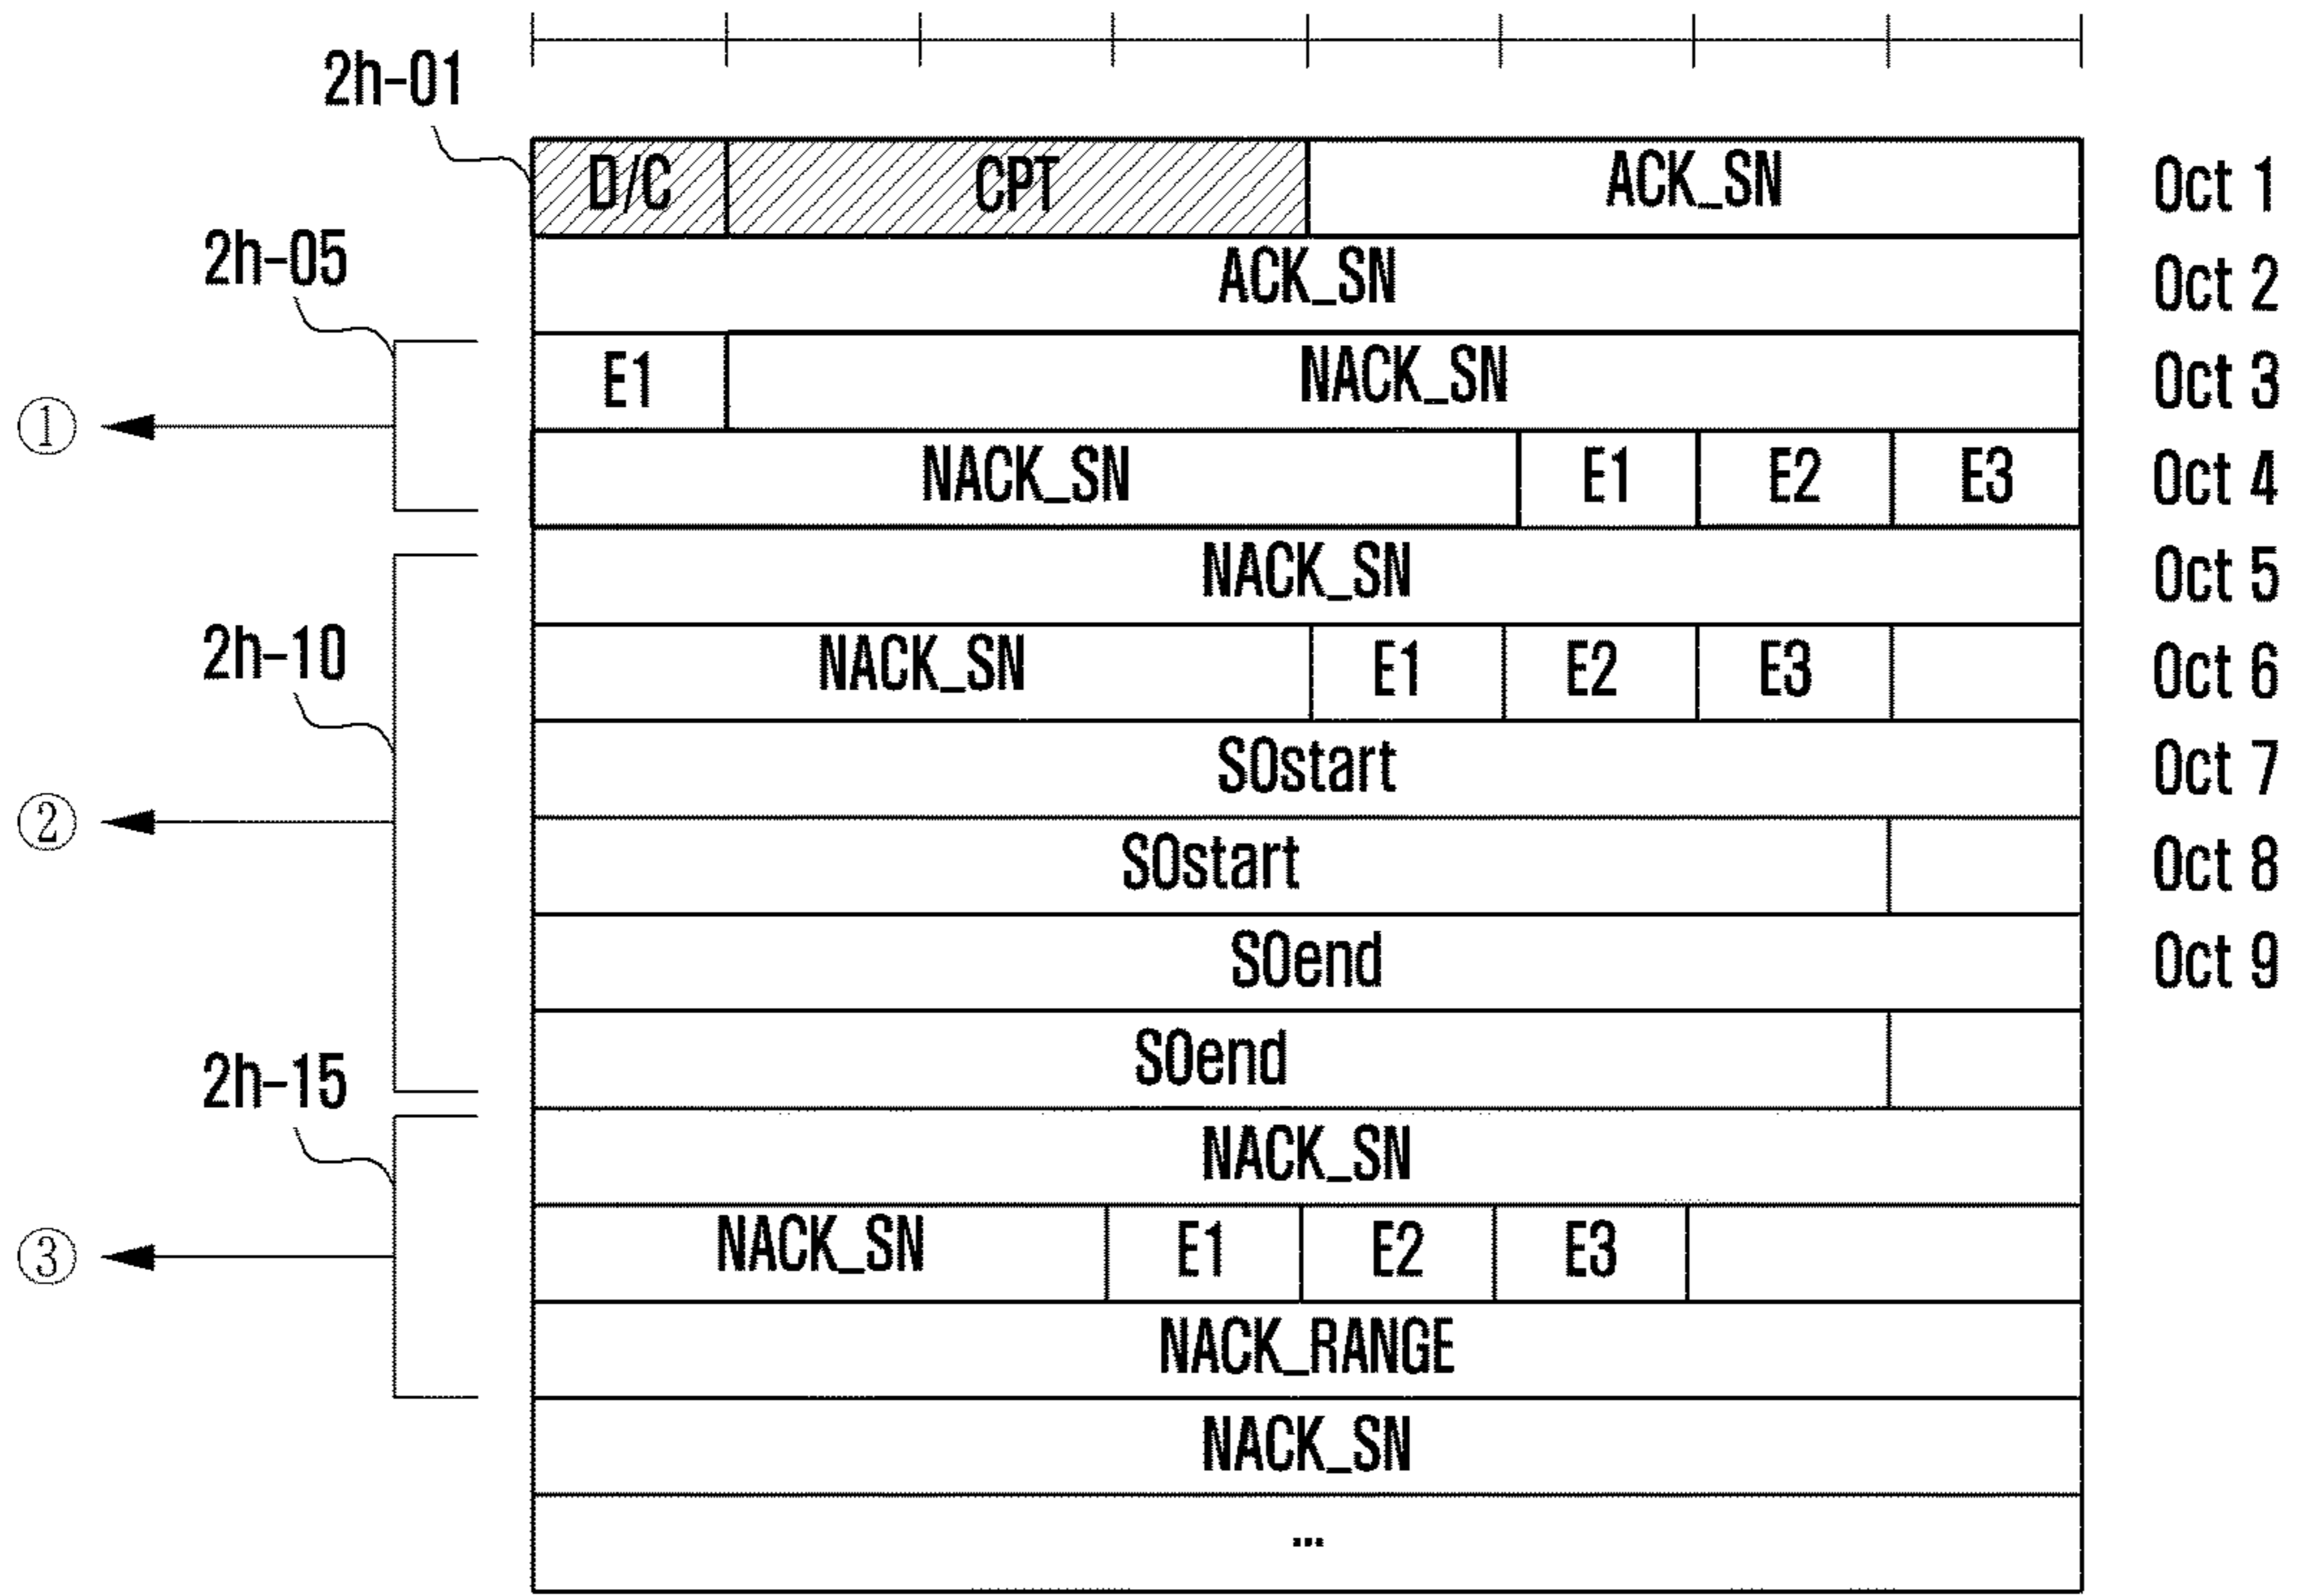 2h-01
D/C CPT ACK_SN Oct 1
2h-05
ACK_SN Oct 2
E1 NACK_SN Oct 3
①
NACK_SN E1 E2 E3 Oct 4
NACK_SN Oct 5
2h-10
NACK_SN E1 E2 E3 Oct 6
SOstart Oct 7
②
SOstart Oct 8
SOend Oct 9
SOend
2h-15
NACK_SN
NACK_SN E1 E2 E3
③
NACK_RANGE
NACK_SN
...